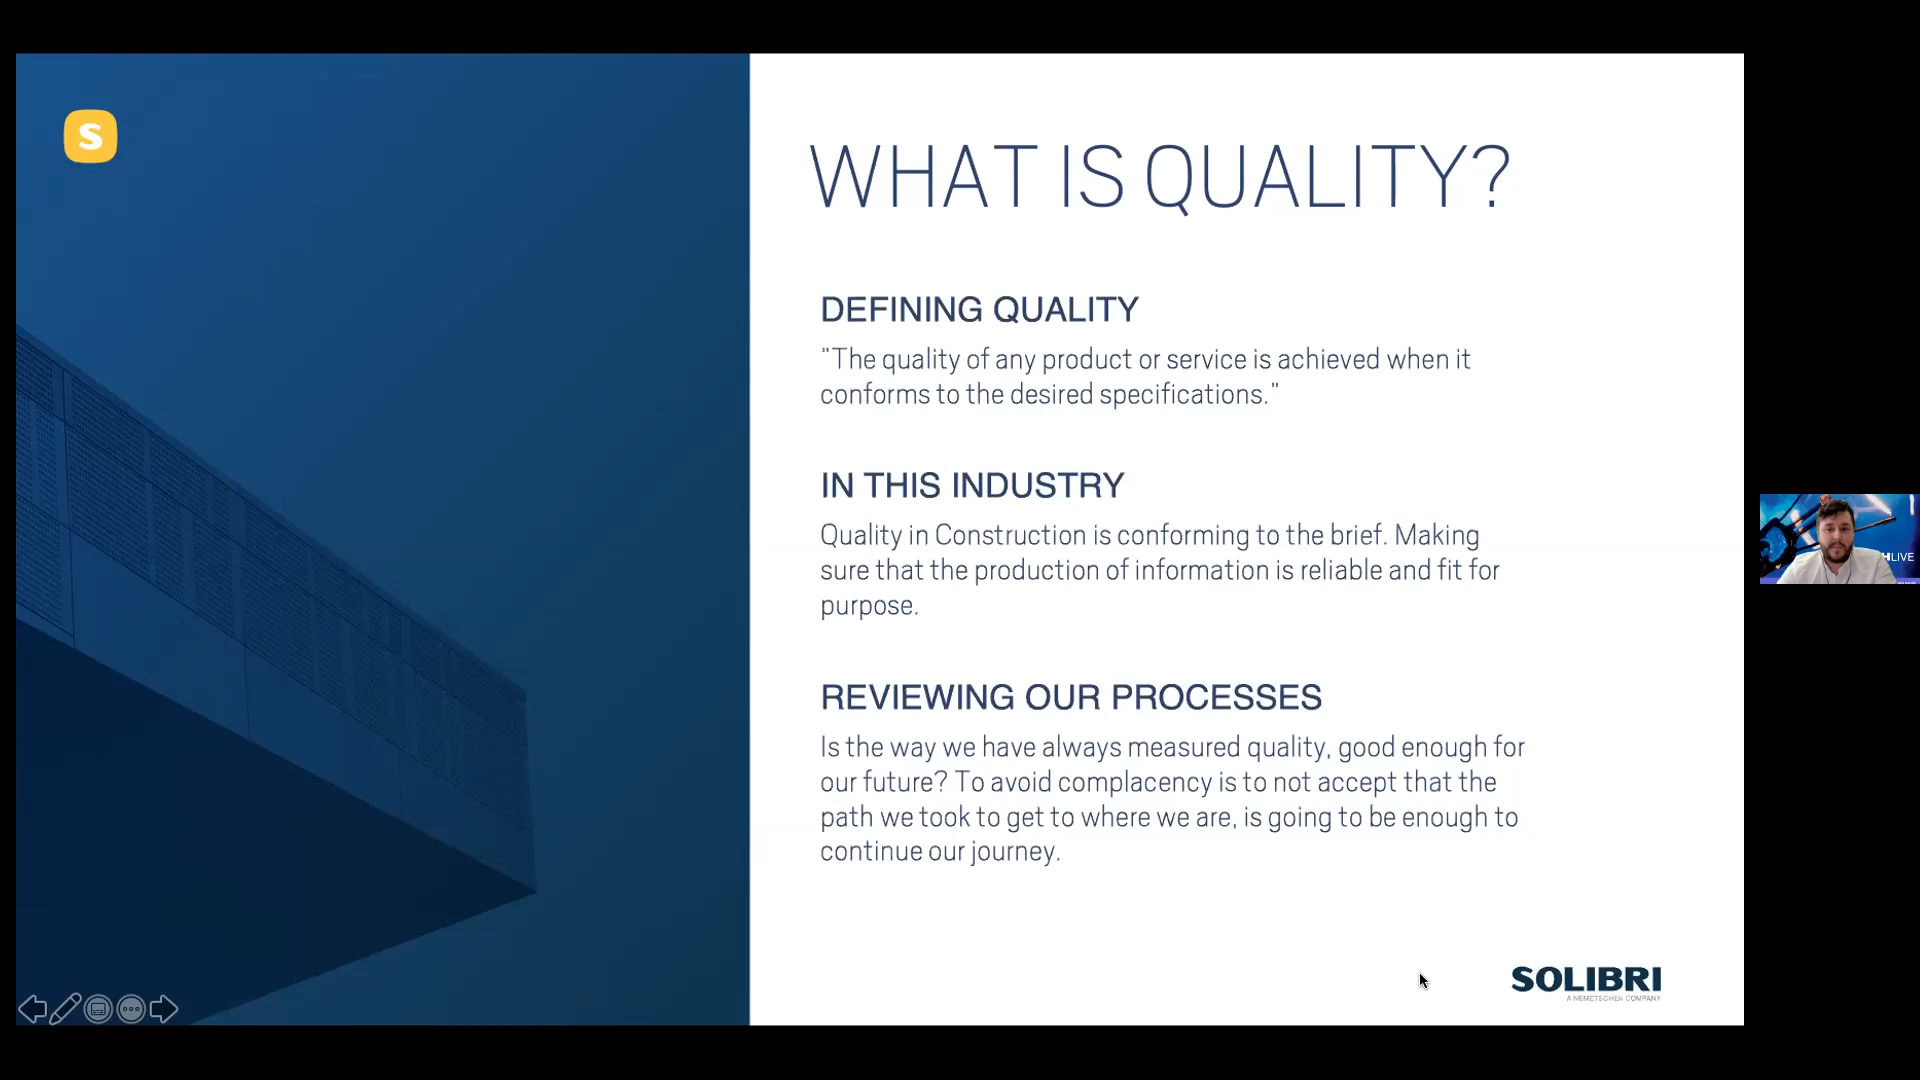 S
WHAT IS QUALITY?
DEFINING QUALITY
"The quality of any product or service is achieved when it
conforms to the desired specifications."
IN THIS INDUSTRY
Quality in Construction is conforming to the brief. Making
sure that the production of information is reliable and fit for
purpose.
REVIEWING OUR PROCESSES
Is the way we have always measured quality, good enough for
our future? To avoid complacency is to not accept that the
path we took to get to where we are, is going to be enough to
continue our journey.
SOLIBRI
A NEMETSCHEK COMPANY
LIVE